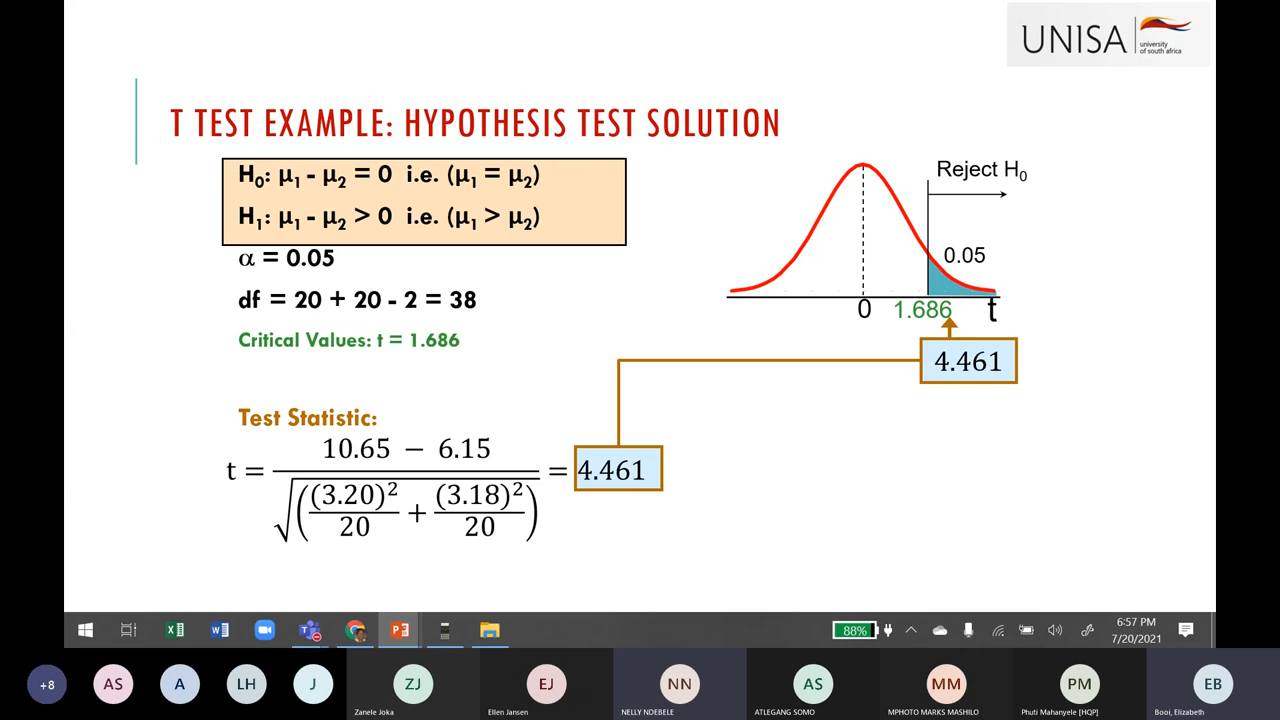 UNISA
university
of south africa
T TEST EXAMPLE: HYPOTHESIS TEST SOLUTION
H₀: μ₁ - μ₂ = 0 i.e. (μ₁ = μ₂)
H₁: μ₁ - μ₂ > 0 i.e. (μ₁ > μ₂)
α = 0.05
df = 20 + 20 - 2 = 38
Critical Values: t = 1.686
Reject H₀
0.05
0
1.686
t
4.461
Test Statistic:
t = (10.65 − 6.15) / √((3.20)²/20 + (3.18)²/20) = 4.461
88%
6:57 PM
7/20/2021
+8
AS
A
LH
J
ZJ
Zanele Joka
EJ
Ellen Jansen
NN
NELLY NDEBELE
AS
ATLEGANG SOMO
MM
MPHOTO MARKS MASHILO
PM
Phuti Mahanyele [HQP]
EB
Booi, Elizabeth